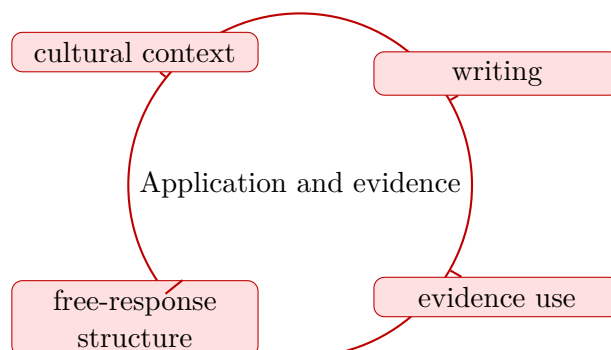 cultural context
writing
Application and evidence
free-response
structure
evidence use